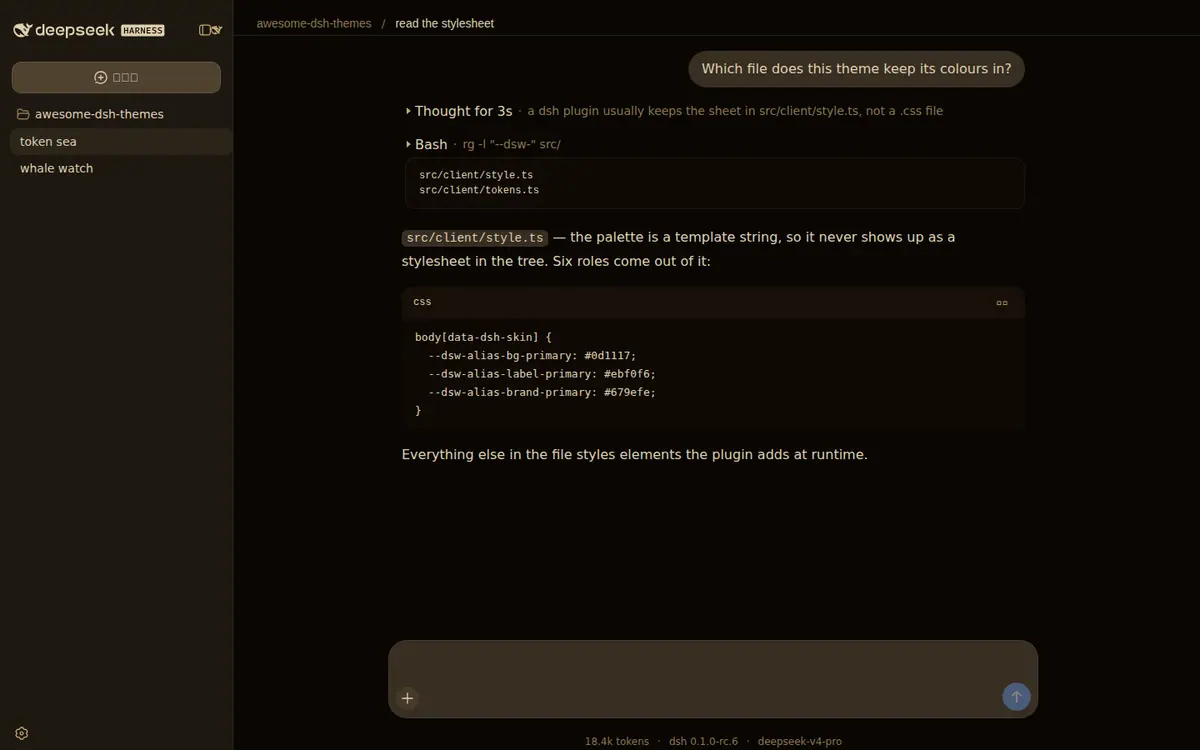 deepseek HARNESS
awesome-dsh-themes
token sea
whale watch
awesome-dsh-themes / read the stylesheet
Which file does this theme keep its colours in?
Thought for 3s · a dsh plugin usually keeps the sheet in src/client/style.ts, not a .css file
Bash · rg -l "--dsw-" src/
src/client/style.ts
src/client/tokens.ts
src/client/style.ts — the palette is a template string, so it never shows up as a
stylesheet in the tree. Six roles come out of it:
css
body[data-dsh-skin] {
  --dsw-alias-bg-primary: #0d1117;
  --dsw-alias-label-primary: #ebf0f6;
  --dsw-alias-brand-primary: #679efe;
}
Everything else in the file styles elements the plugin adds at runtime.
18.4k tokens · dsh 0.1.0-rc.6 · deepseek-v4-pro